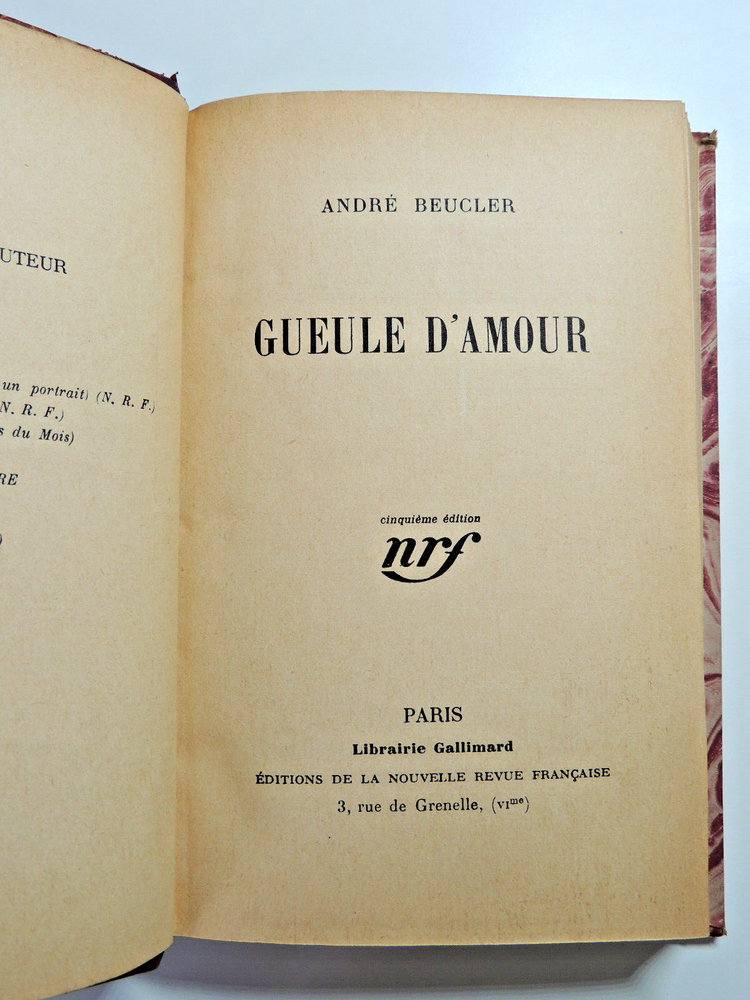 UTEUR
un portrait) (N. R. F.)
N. R. F.)
s du Mois)
RE
)
ANDRÉ BEUCLER
GUEULE D'AMOUR
cinquième édition
nrf
PARIS
Librairie Gallimard
ÉDITIONS DE LA NOUVELLE REVUE FRANÇAISE
3, rue de Grenelle, (VIme)